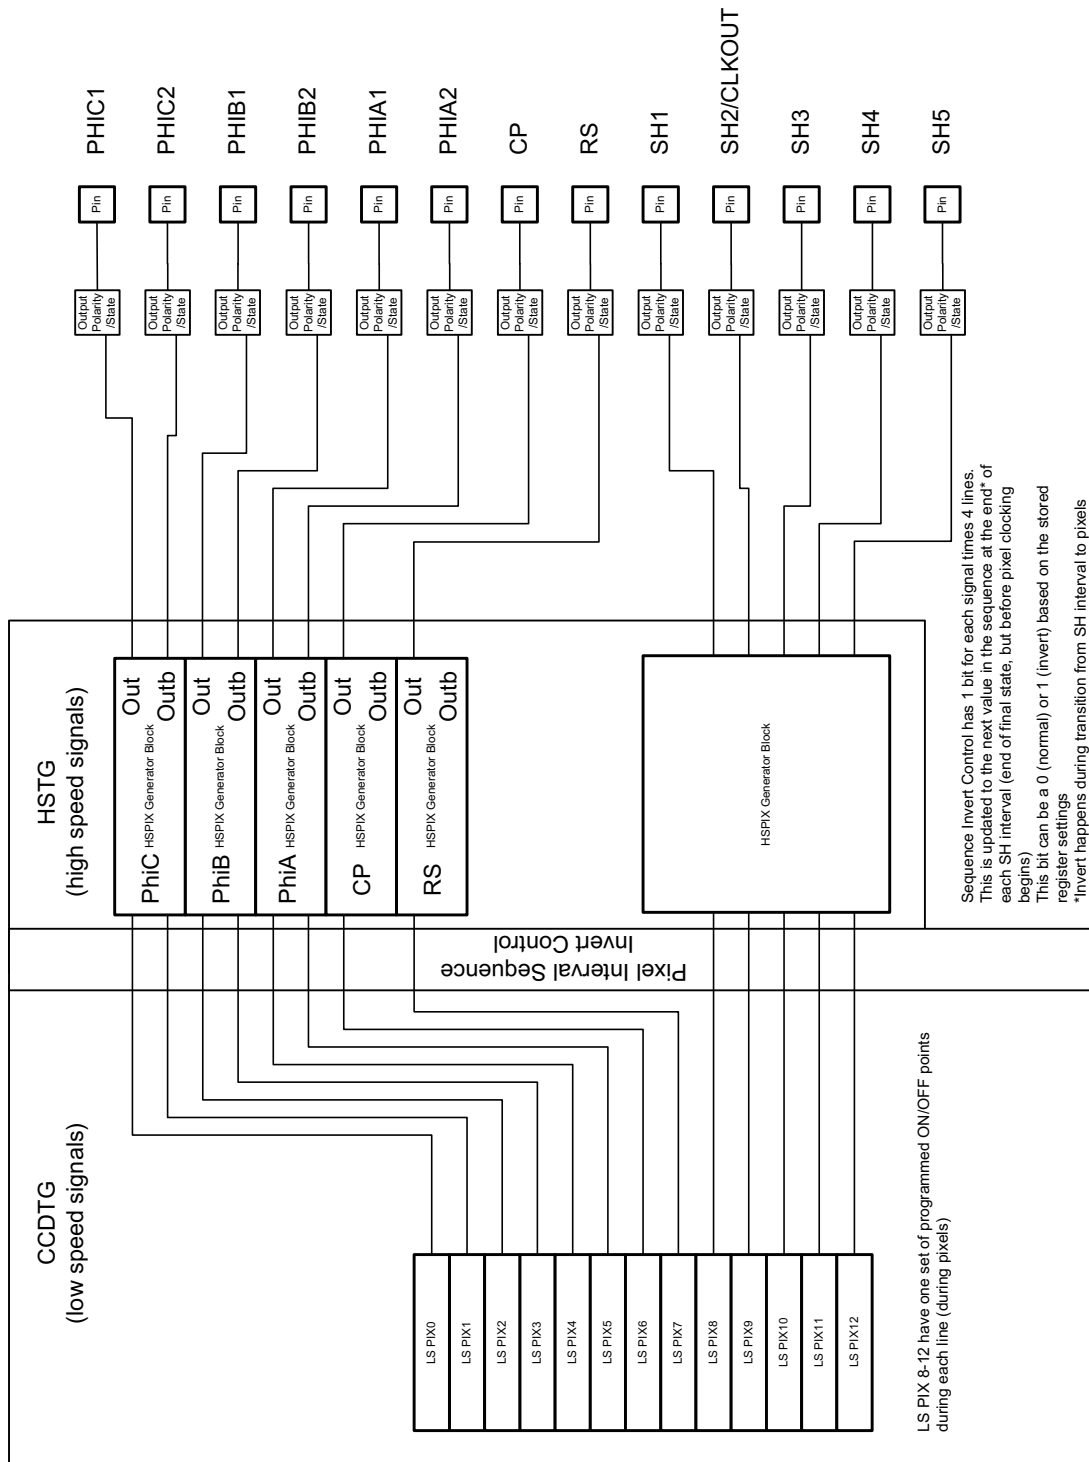 CCDTG
(low speed signals)
LS PIX0
LS PIX1
LS PIX2
LS PIX3
LS PIX4
LS PIX5
LS PIX6
LS PIX7
LS PIX8
LS PIX9
LS PIX10
LS PIX11
LS PIX12
LS PIX 8-12 have one set of programmed ON/OFF points
during each line (during pixels)
Pixel Interval Sequence
Invert Control
HSTG
(high speed signals)
PhiC HSPIX Generator Block
Out
Outb
PhiB HSPIX Generator Block
Out
Outb
PhiA HSPIX Generator Block
Out
Outb
CP HSPIX Generator Block
Out
Outb
RS HSPIX Generator Block
Out
Outb
HSPIX Generator Block
Output
Polarity
/State
Pin
PHIC1
Output
Polarity
/State
Pin
PHIC2
Output
Polarity
/State
Pin
PHIB1
Output
Polarity
/State
Pin
PHIB2
Output
Polarity
/State
Pin
PHIA1
Output
Polarity
/State
Pin
PHIA2
Output
Polarity
/State
Pin
CP
Output
Polarity
/State
Pin
RS
Output
Polarity
/State
Pin
SH1
Output
Polarity
/State
Pin
SH2/CLKOUT
Output
Polarity
/State
Pin
SH3
Output
Polarity
/State
Pin
SH4
Output
Polarity
/State
Pin
SH5
Sequence Invert Control has 1 bit for each signal times 4 lines.
This is updated to the next value in the sequence at the end* of
each SH interval (end of final state, but before pixel clocking
begins)
This bit can be a 0 (normal) or 1 (invert) based on the stored
register settings
*Invert happens during transition from SH interval to pixels